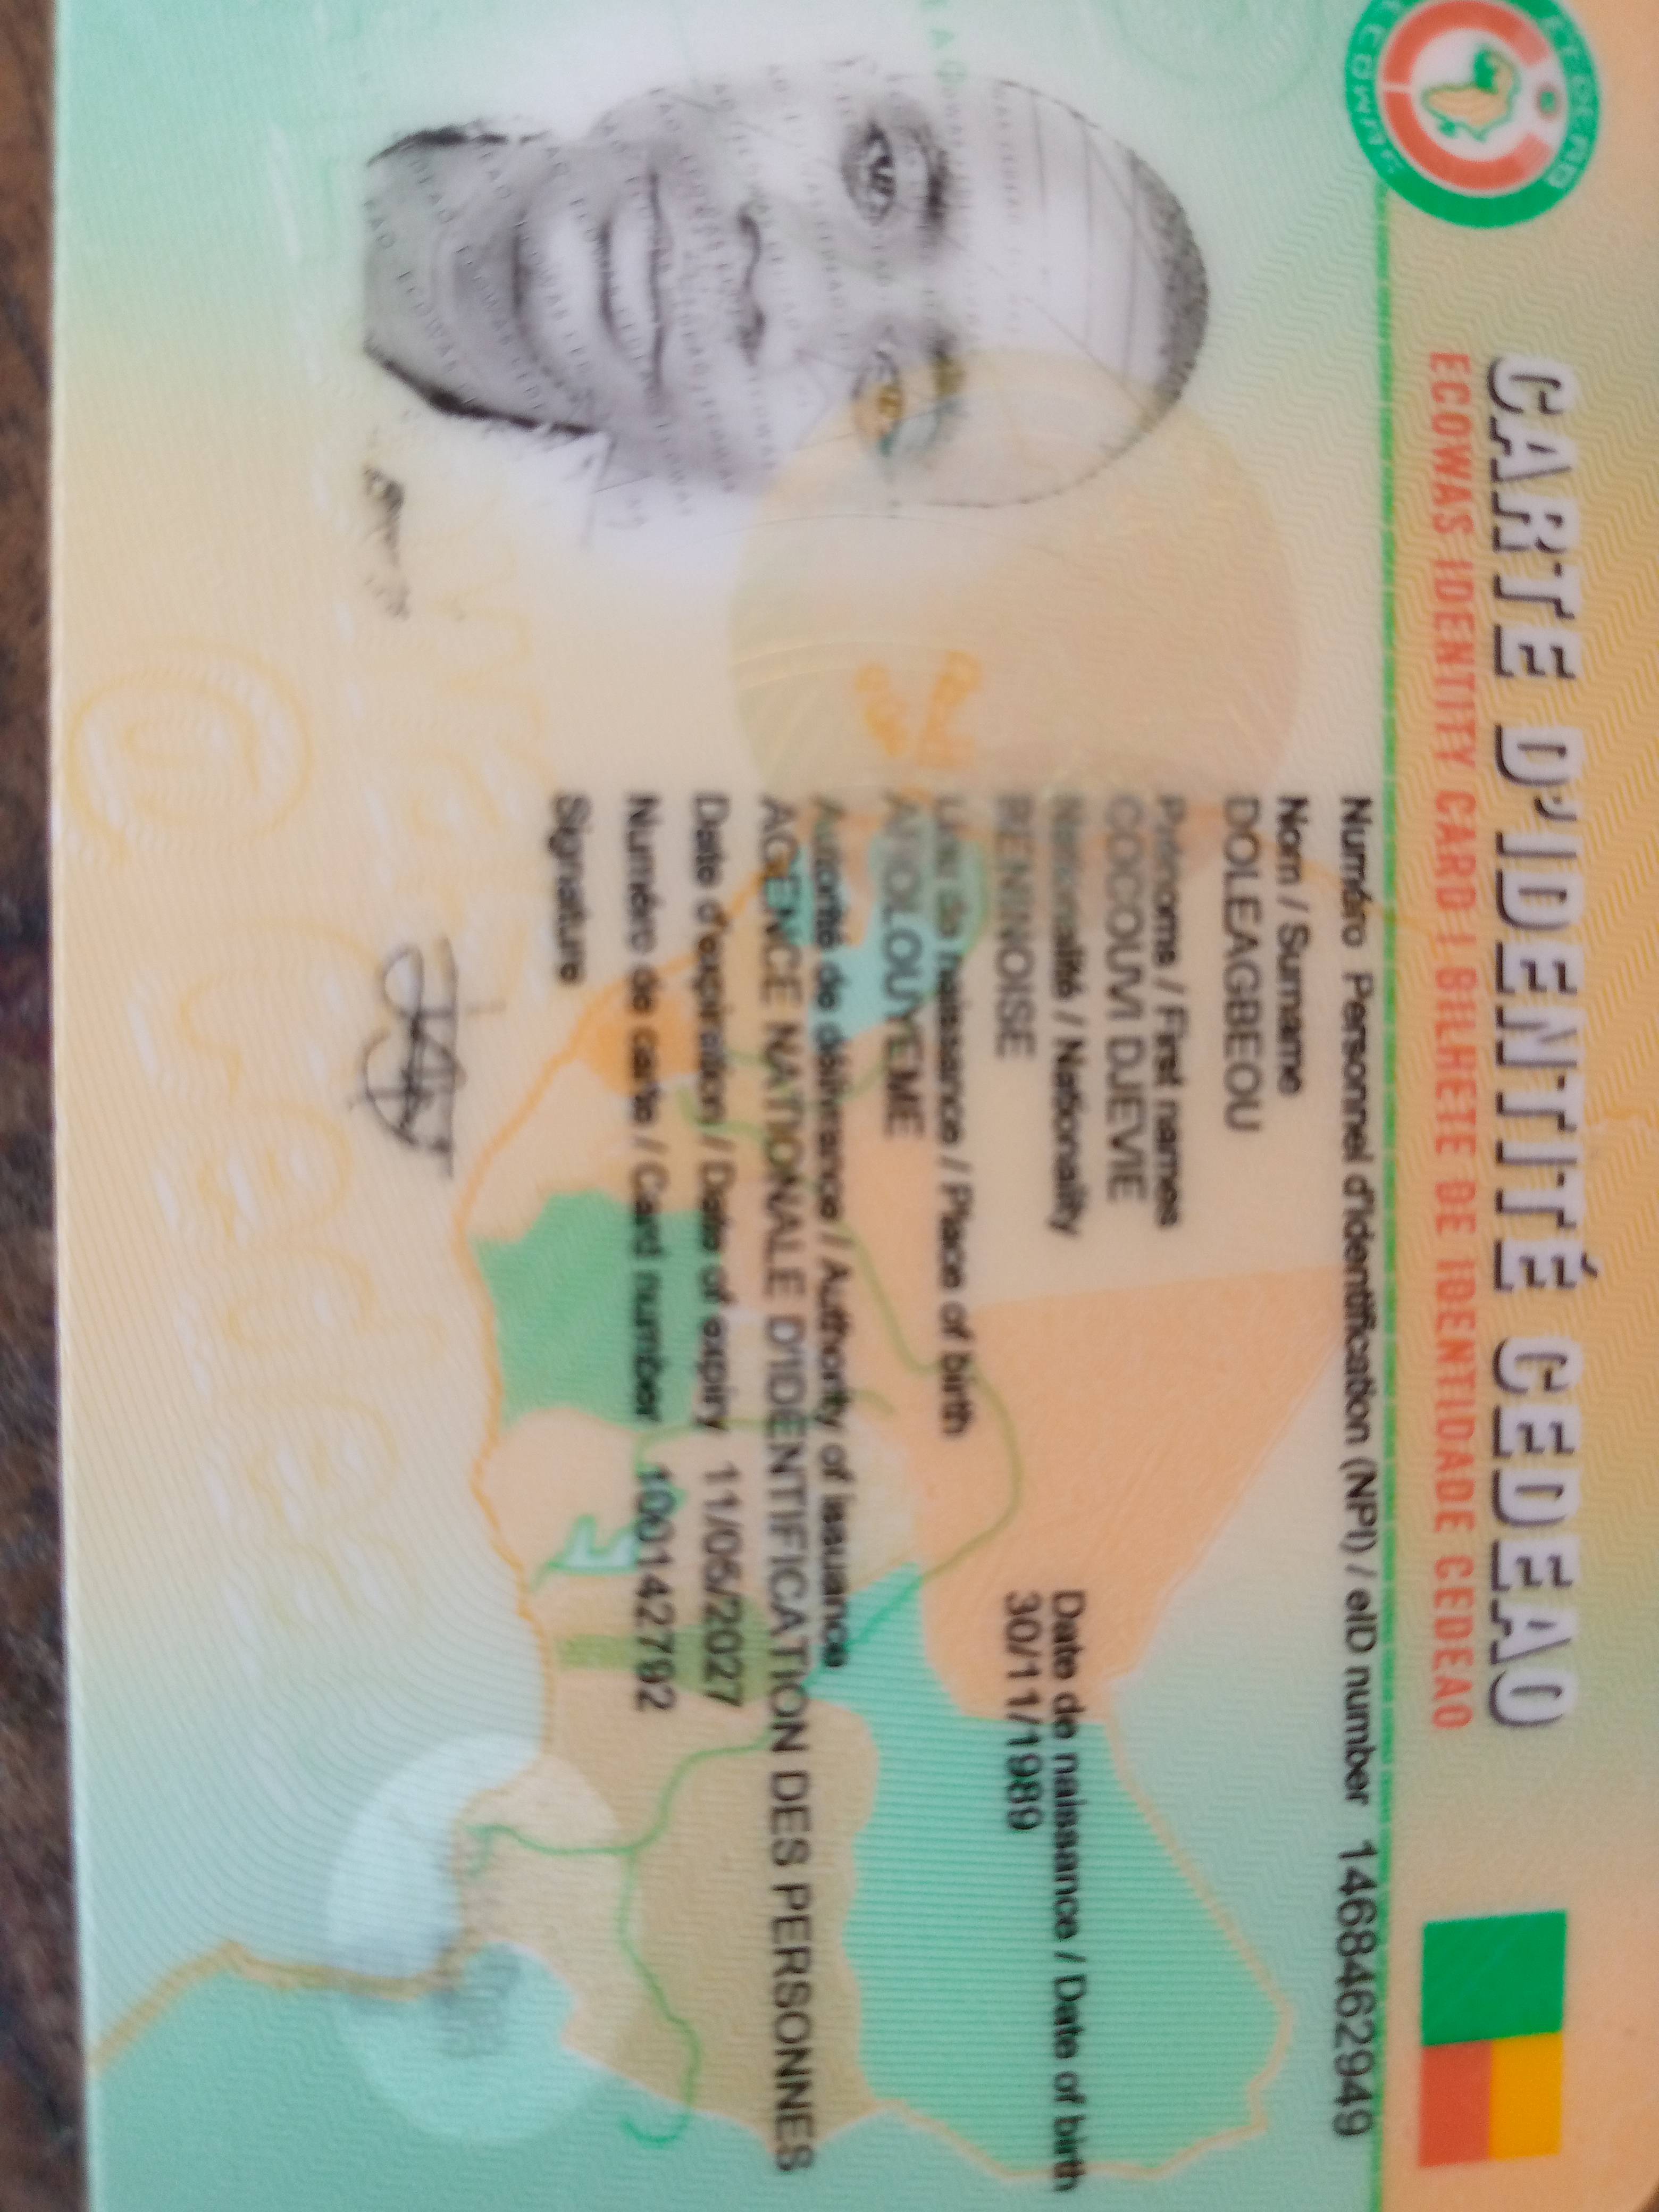 CARTE D'IDENTITÉ CEDEAO
ECOWAS IDENTITY CARD | BILHETE DE IDENTIDADE CEDEAO
Numéro Personnel d'Identification (NPI) / eID number 1468462949
Nom / Surname
DOLEAGBEOU
Prénoms / First names
COCOUVI DJEVIE
Nationalité / Nationality
BENINOISE
Date de naissance / Date of birth
30/11/1989
Lieu de naissance / Place of birth
Autorité de délivrance // Authority of issuance
AGENCE NATIONALE D'IDENTIFICATION DES PERSONNES
Date d'expiration / Date of expiry 11/05/2027
Numéro de carte / Card number 100142792
Signature